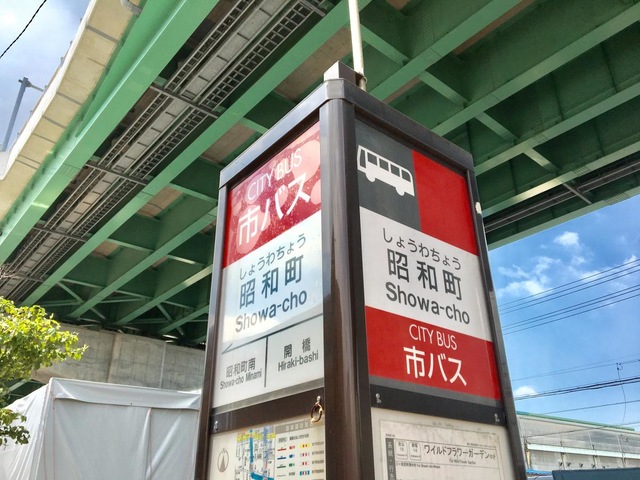 CITY BUS
市バス
しょうわちょう
昭和町
Showa-cho
昭和町南
Showa-cho Minami
開橋
Hiraki-bashi
しょうわちょう
昭和町
Showa-cho
CITY BUS
市バス
ワイルドフラワーガーデン